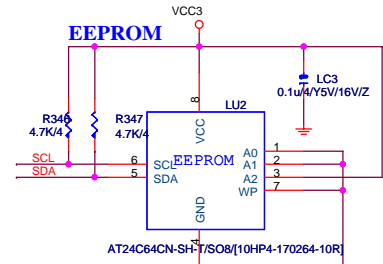 VCC3
EEPROM
LC3
0.1u/4/Y5V/16V/Z
R346
4.7K/4
R347
4.7K/4
LU2
8
VCC
SCL
6
SCL
EEPROM
SDA
5
SDA
A0
1
A1
2
A2
3
WP
7
GND
4
AT24C64CN-SH-T/SO8/[10HP4-170264-10R]